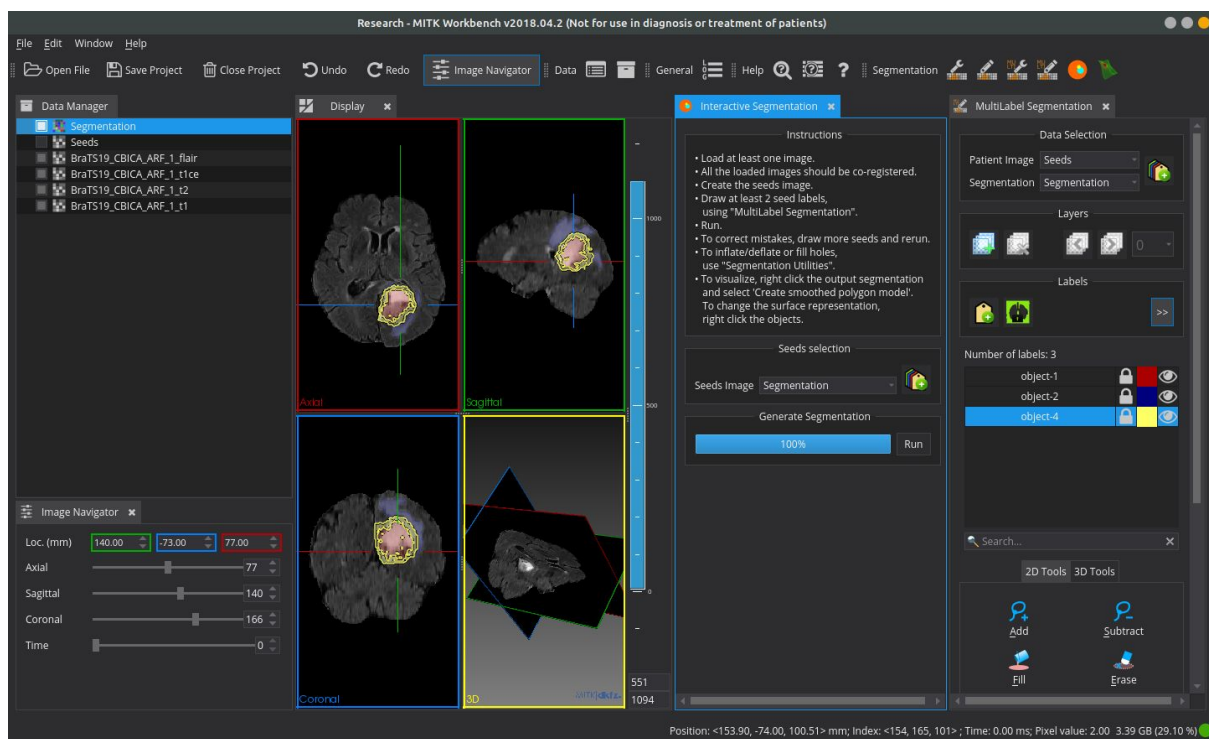 Research - MITK Workbench v2018.04.2 (Not for use in diagnosis or treatment of patients)
File Edit Window Help
Open File Save Project Close Project Undo Redo Image Navigator Data General Help ? Segmentation
Data Manager
Segmentation
Seeds
BraTS19_CBICA_ARF_1_flair
BraTS19_CBICA_ARF_1_t1ce
BraTS19_CBICA_ARF_1_t2
BraTS19_CBICA_ARF_1_t1
Image Navigator
Loc. (mm) 140.00 -73.00 77.00
Axial 77
Sagittal 140
Coronal 166
Time 0
Display
Axial
Sagittal
Coronal
3D
1000
500
0
551
1094
Interactive Segmentation
Instructions
• Load at least one image.
• All the loaded images should be co-registered.
• Create the seeds image.
• Draw at least 2 seed labels,
using "MultiLabel Segmentation".
• Run.
• To correct mistakes, draw more seeds and rerun.
• To inflate/deflate or fill holes,
use "Segmentation Utilities".
• To visualize, right click the output segmentation
and select 'Create smoothed polygon model'.
To change the surface representation,
right click the objects.
Seeds selection
Seeds Image Segmentation
Generate Segmentation
100% Run
MultiLabel Segmentation
Data Selection
Patient Image Seeds
Segmentation Segmentation
Layers
0
Labels
>>
Number of labels: 3
object-1
object-2
object-4
Search...
2D Tools 3D Tools
Add Subtract
Fill Erase
Position: <153.90, -74.00, 100.51> mm; Index: <154, 165, 101> ; Time: 0.00 ms; Pixel value: 2.00 3.39 GB (29.10 %)